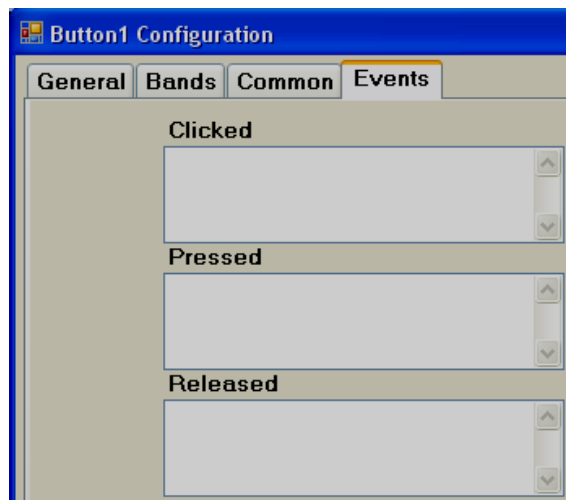 Button1 Configuration
General Bands Common Events
Clicked
Pressed
Released